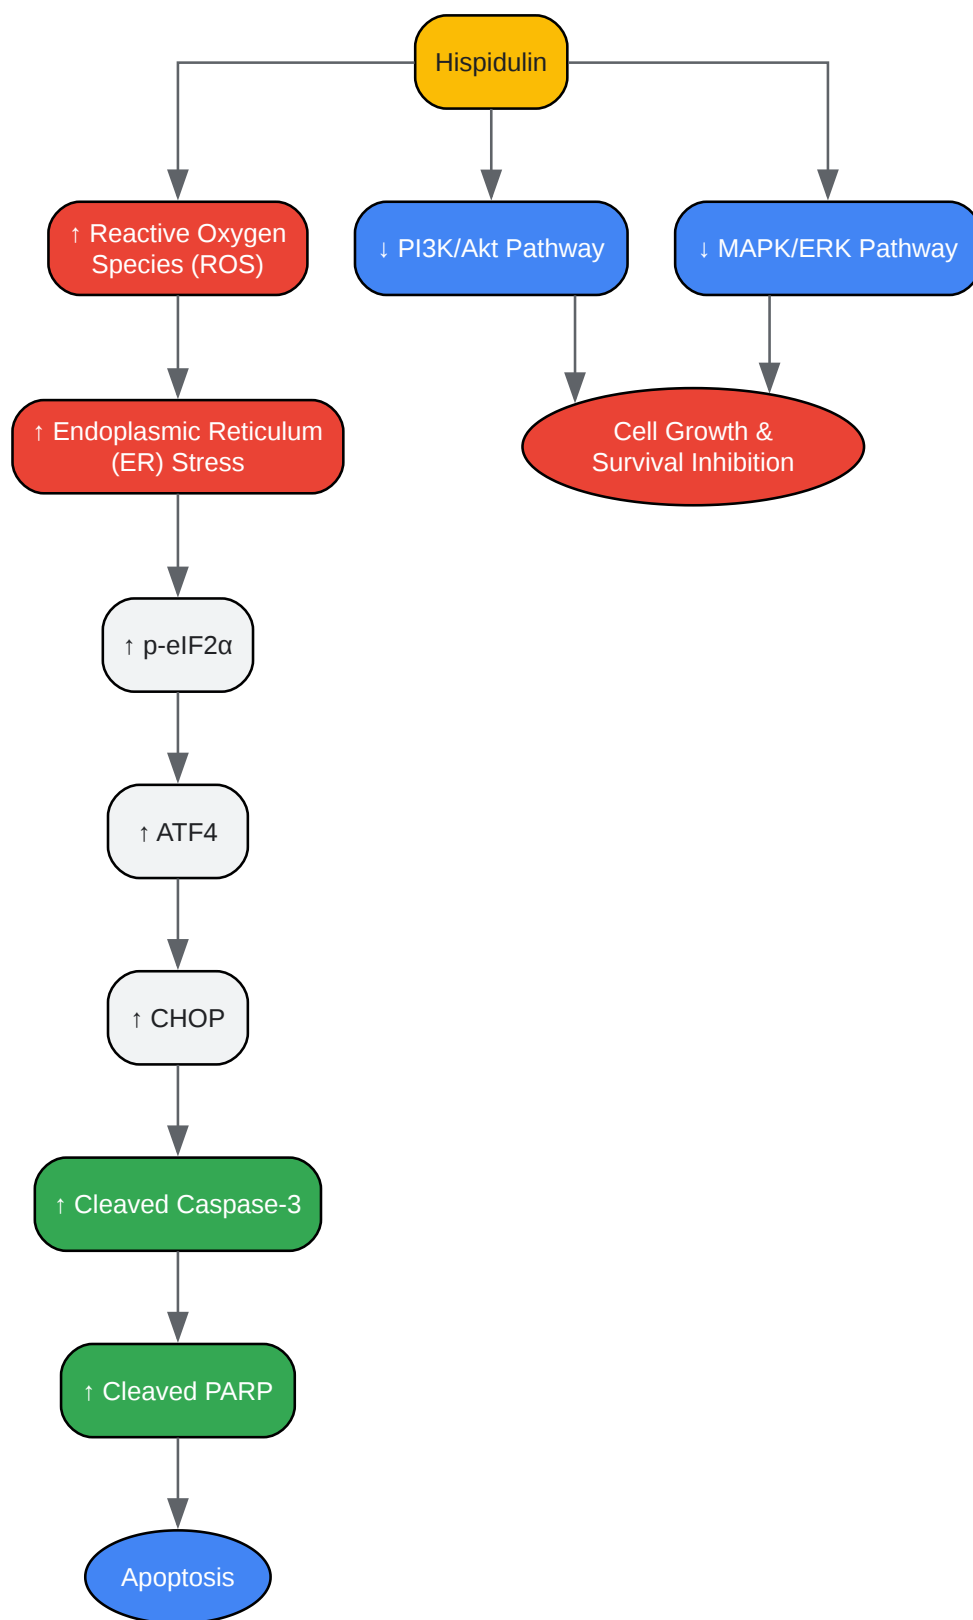 Hispidulin
↑ Reactive Oxygen
Species (ROS)
↓ PI3K/Akt Pathway
↓ MAPK/ERK Pathway
↑ Endoplasmic Reticulum
(ER) Stress
Cell Growth &
Survival Inhibition
↑ p-eIF2α
↑ ATF4
↑ CHOP
↑ Cleaved Caspase-3
↑ Cleaved PARP
Apoptosis